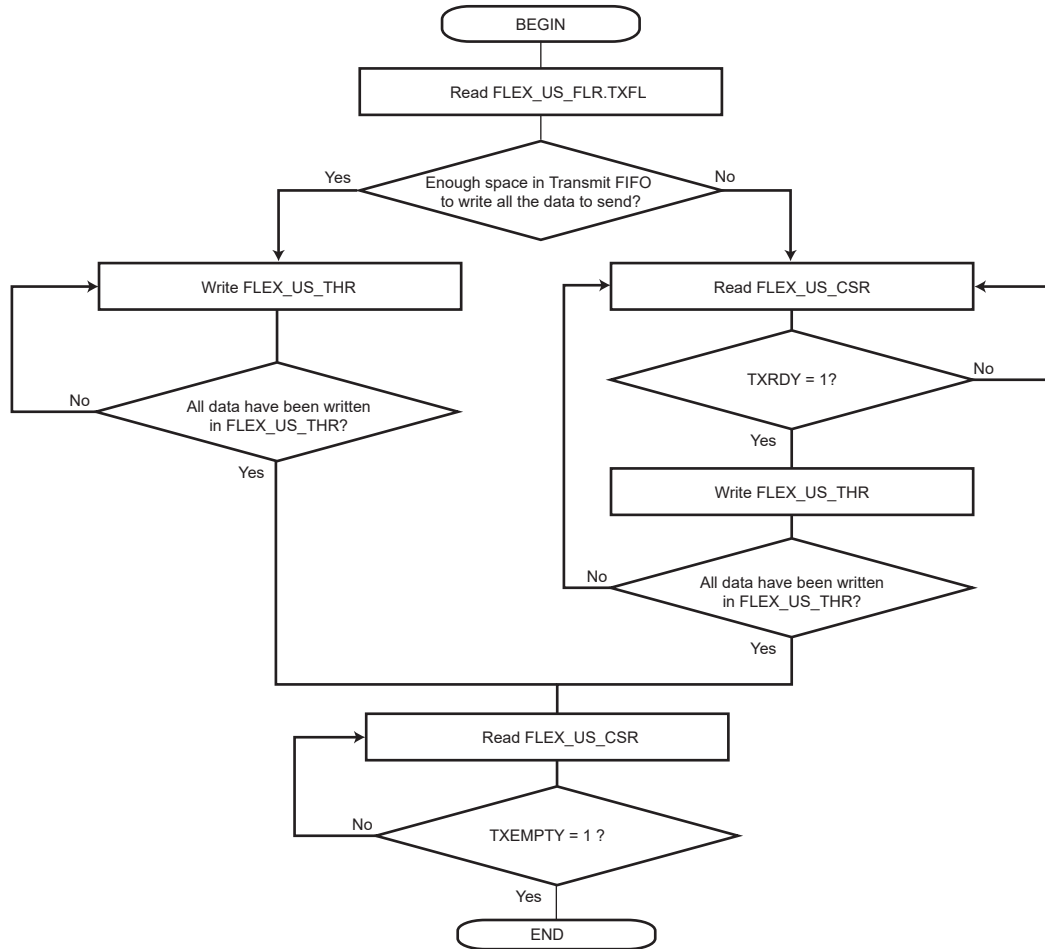 BEGIN
Read FLEX_US_FLR.TXFL
Yes
Enough space in Transmit FIFO
to write all the data to send?
No
Write FLEX_US_THR
Read FLEX_US_CSR
TXRDY = 1?
No
No
All data have been written
in FLEX_US_THR?
Yes
Yes
Write FLEX_US_THR
No
All data have been written
in FLEX_US_THR?
Yes
Read FLEX_US_CSR
No
TXEMPTY = 1 ?
Yes
END